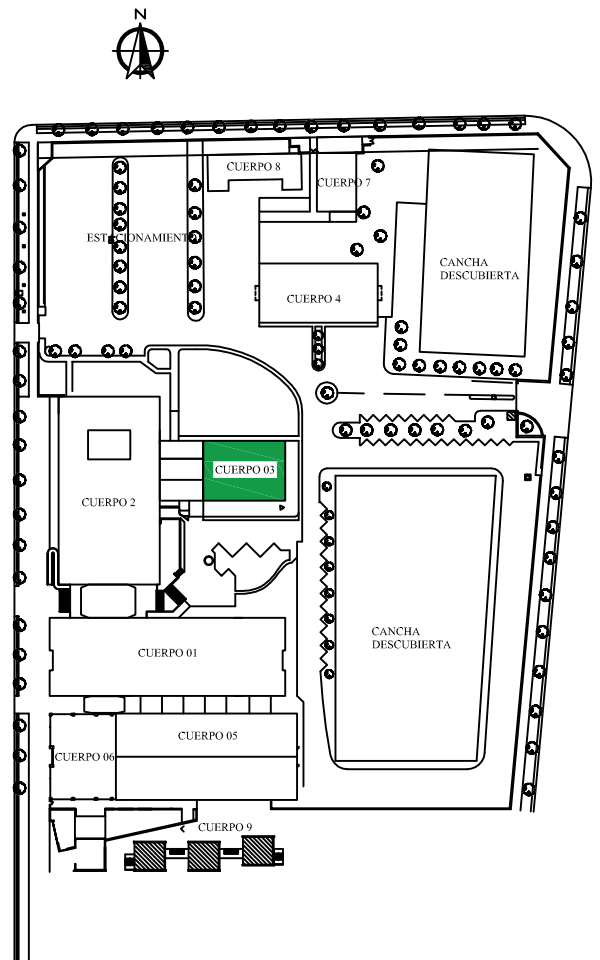 N
CUERPO 8
CUERPO 7
ESTACIONAMIENTO
CANCHA
DESCUBIERTA
CUERPO 4
CUERPO 03
CUERPO 2
CANCHA
DESCUBIERTA
CUERPO 01
CUERPO 05
CUERPO 06
CUERPO 9